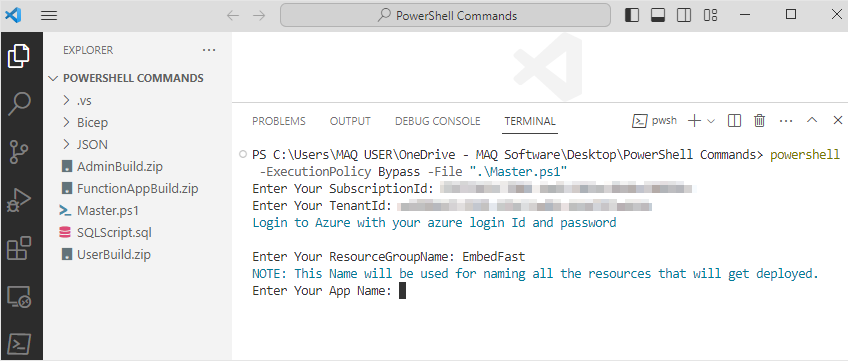 PowerShell Commands
EXPLORER
POWERSHELL COMMANDS
.vs
Bicep
JSON
AdminBuild.zip
FunctionAppBuild.zip
Master.ps1
SQLScript.sql
UserBuild.zip
PROBLEMS OUTPUT DEBUG CONSOLE TERMINAL pwsh
PS C:\Users\MAQ USER\OneDrive - MAQ Software\Desktop\PowerShell Commands> powershell
-ExecutionPolicy Bypass -File ".\Master.ps1"
Enter Your SubscriptionId:
Enter Your TenantId:
Login to Azure with your azure login Id and password
Enter Your ResourceGroupName: EmbedFast
NOTE: This Name will be used for naming all the resources that will get deployed.
Enter Your App Name: